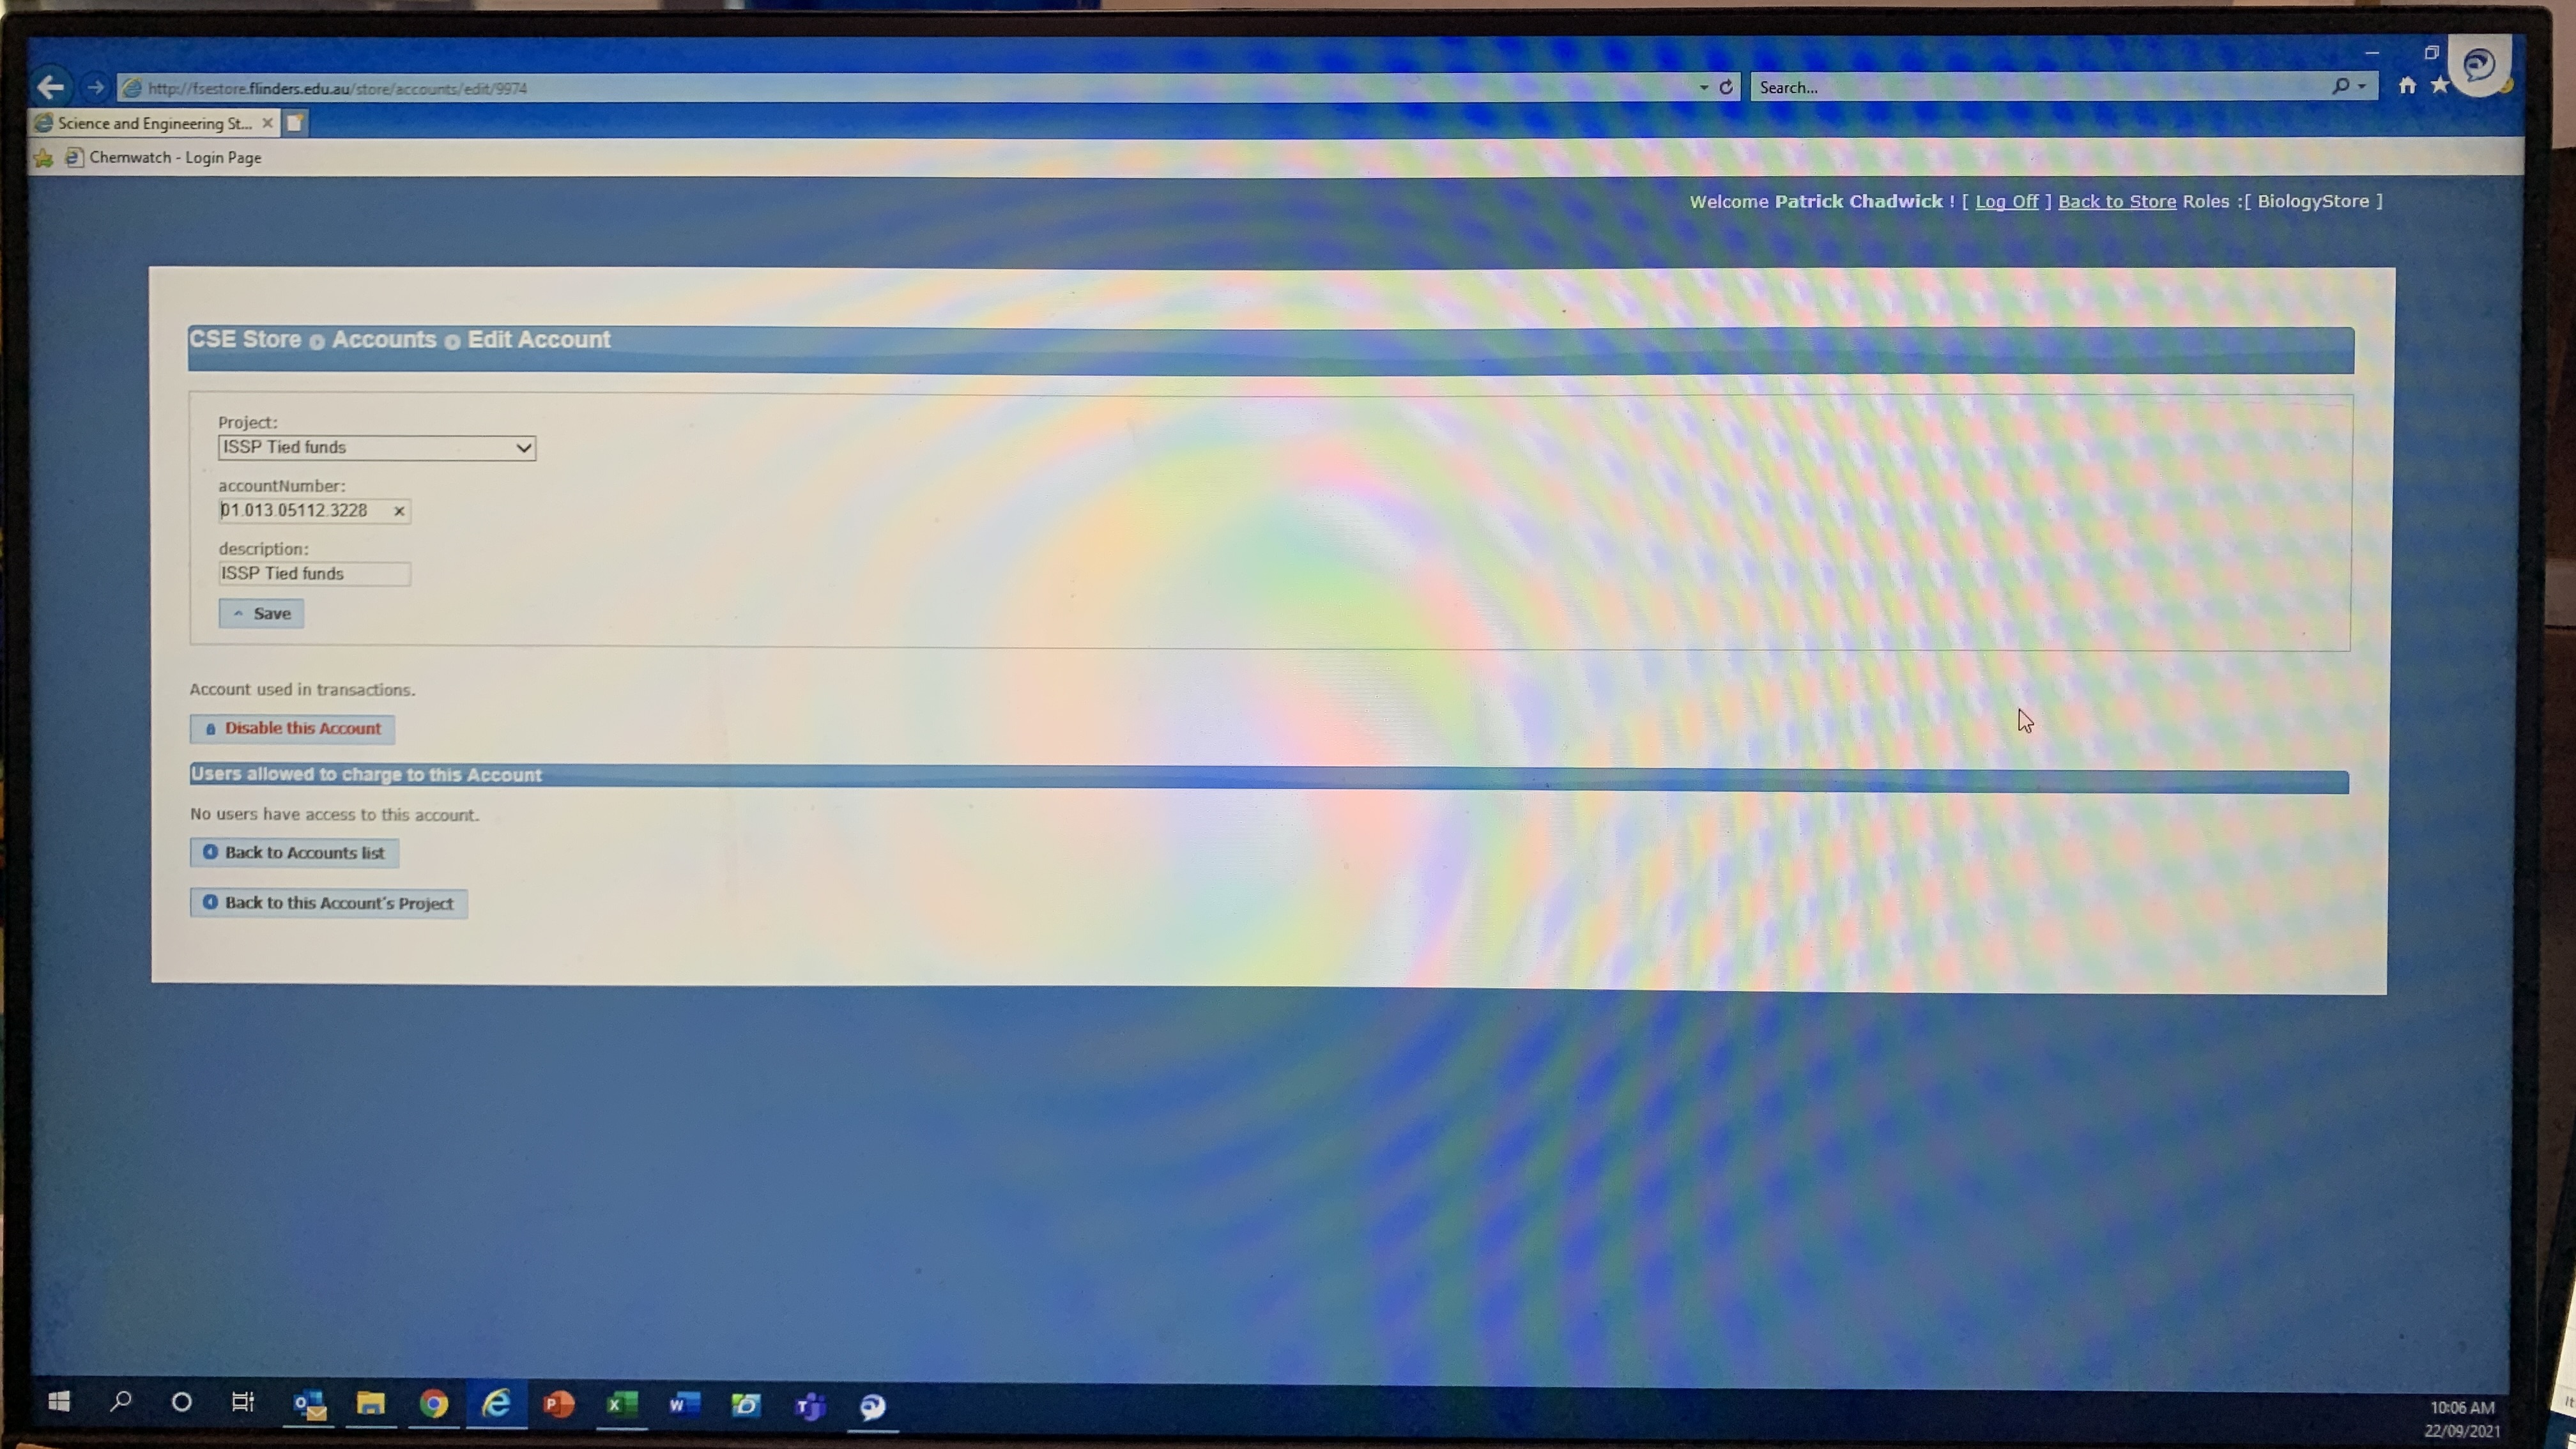 http://fsestore.flinders.edu.au/store/accounts/edit/9974
Search...
Science and Engineering St...
Chemwatch - Login Page
Welcome Patrick Chadwick ! [ Log Off ] Back to Store Roles :[ BiologyStore ]
CSE Store Accounts Edit Account
Project:
ISSP Tied funds
accountNumber:
01.013.05112.3228
description:
ISSP Tied funds
Save
Account used in transactions.
Disable this Account
Users allowed to charge to this Account
No users have access to this account.
Back to Accounts list
Back to this Account's Project
10:06 AM
22/09/2021